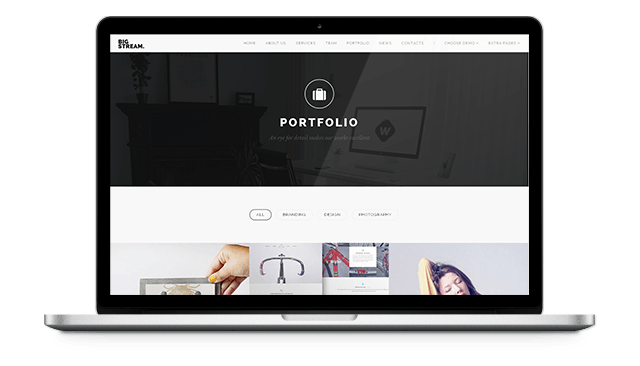 BIG
STREAM.
HOME ABOUT US SERVICES TEAM PORTFOLIO NEWS CONTACTS CHOOSE DEMO EXTRA PAGES
PORTFOLIO
An eye for detail makes our works excellent
W
ALL BRANDING DESIGN PHOTOGRAPHY